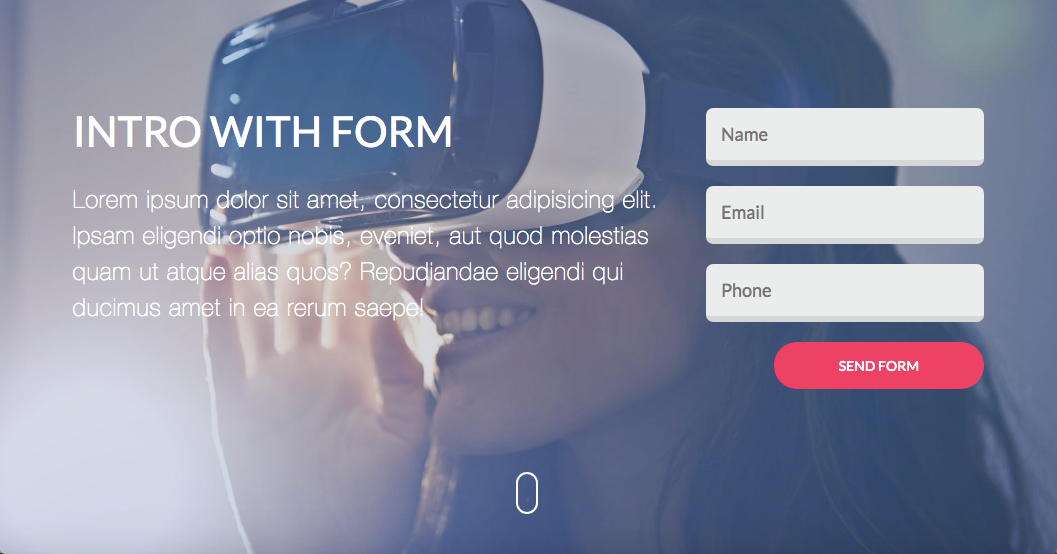 INTRO WITH FORM
Lorem ipsum dolor sit amet, consectetur adipisicing elit.
Ipsam eligendi optio nobis, eveniet, aut quod molestias
quam ut atque alias quos? Repudiandae eligendi qui
ducimus amet in ea rerum saepe!
Name
Email
Phone
SEND FORM